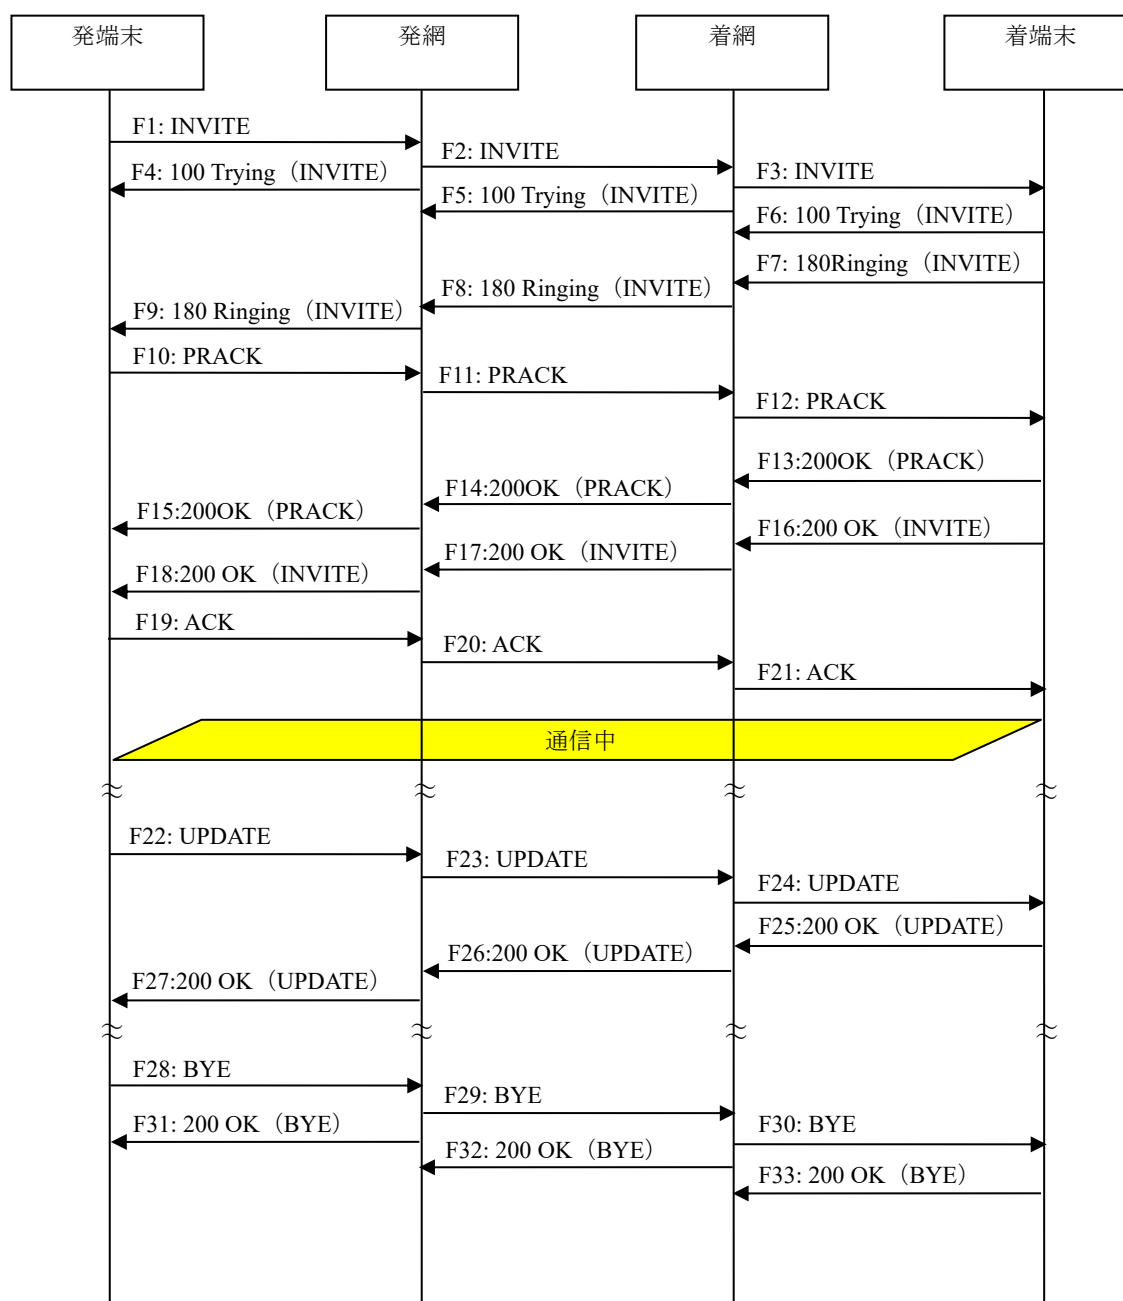 発端末
発網
着網
着端末
F1: INVITE
F2: INVITE
F3: INVITE
F4: 100 Trying（INVITE）
F5: 100 Trying（INVITE）
F6: 100 Trying（INVITE）
F7: 180Ringing（INVITE）
F8: 180 Ringing（INVITE）
F9: 180 Ringing（INVITE）
F10: PRACK
F11: PRACK
F12: PRACK
F13:200OK（PRACK）
F14:200OK（PRACK）
F15:200OK（PRACK）
F16:200 OK（INVITE）
F17:200 OK（INVITE）
F18:200 OK（INVITE）
F19: ACK
F20: ACK
F21: ACK
通信中
F22: UPDATE
F23: UPDATE
F24: UPDATE
F25:200 OK（UPDATE）
F26:200 OK（UPDATE）
F27:200 OK（UPDATE）
F28: BYE
F29: BYE
F30: BYE
F31: 200 OK（BYE）
F32: 200 OK（BYE）
F33: 200 OK（BYE）